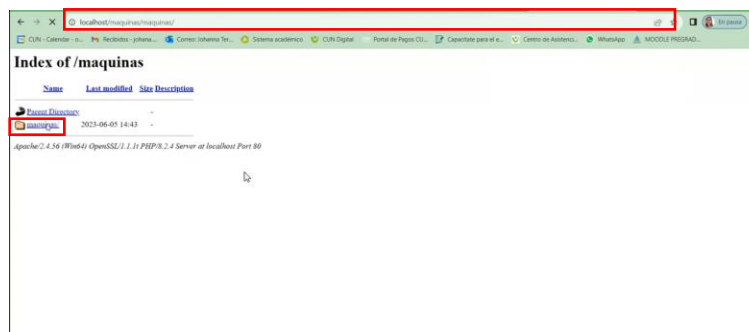 localhost/maquinas/maquinas/
En pausa
CUN - Calendar - o... Recibidos - johana... Correo: Johanna Ter... Sistema académico CUN Digital Portal de Pagos CU... Capacitate para el e... Centro de Asistenci... WhatsApp MOODLE PREGRAD...
Index of /maquinas
Name Last modified Size Description
Parent Directory -
maquinas/ 2023-06-05 14:43 -
Apache/2.4.56 (Win64) OpenSSL/1.1.1t PHP/8.2.4 Server at localhost Port 80